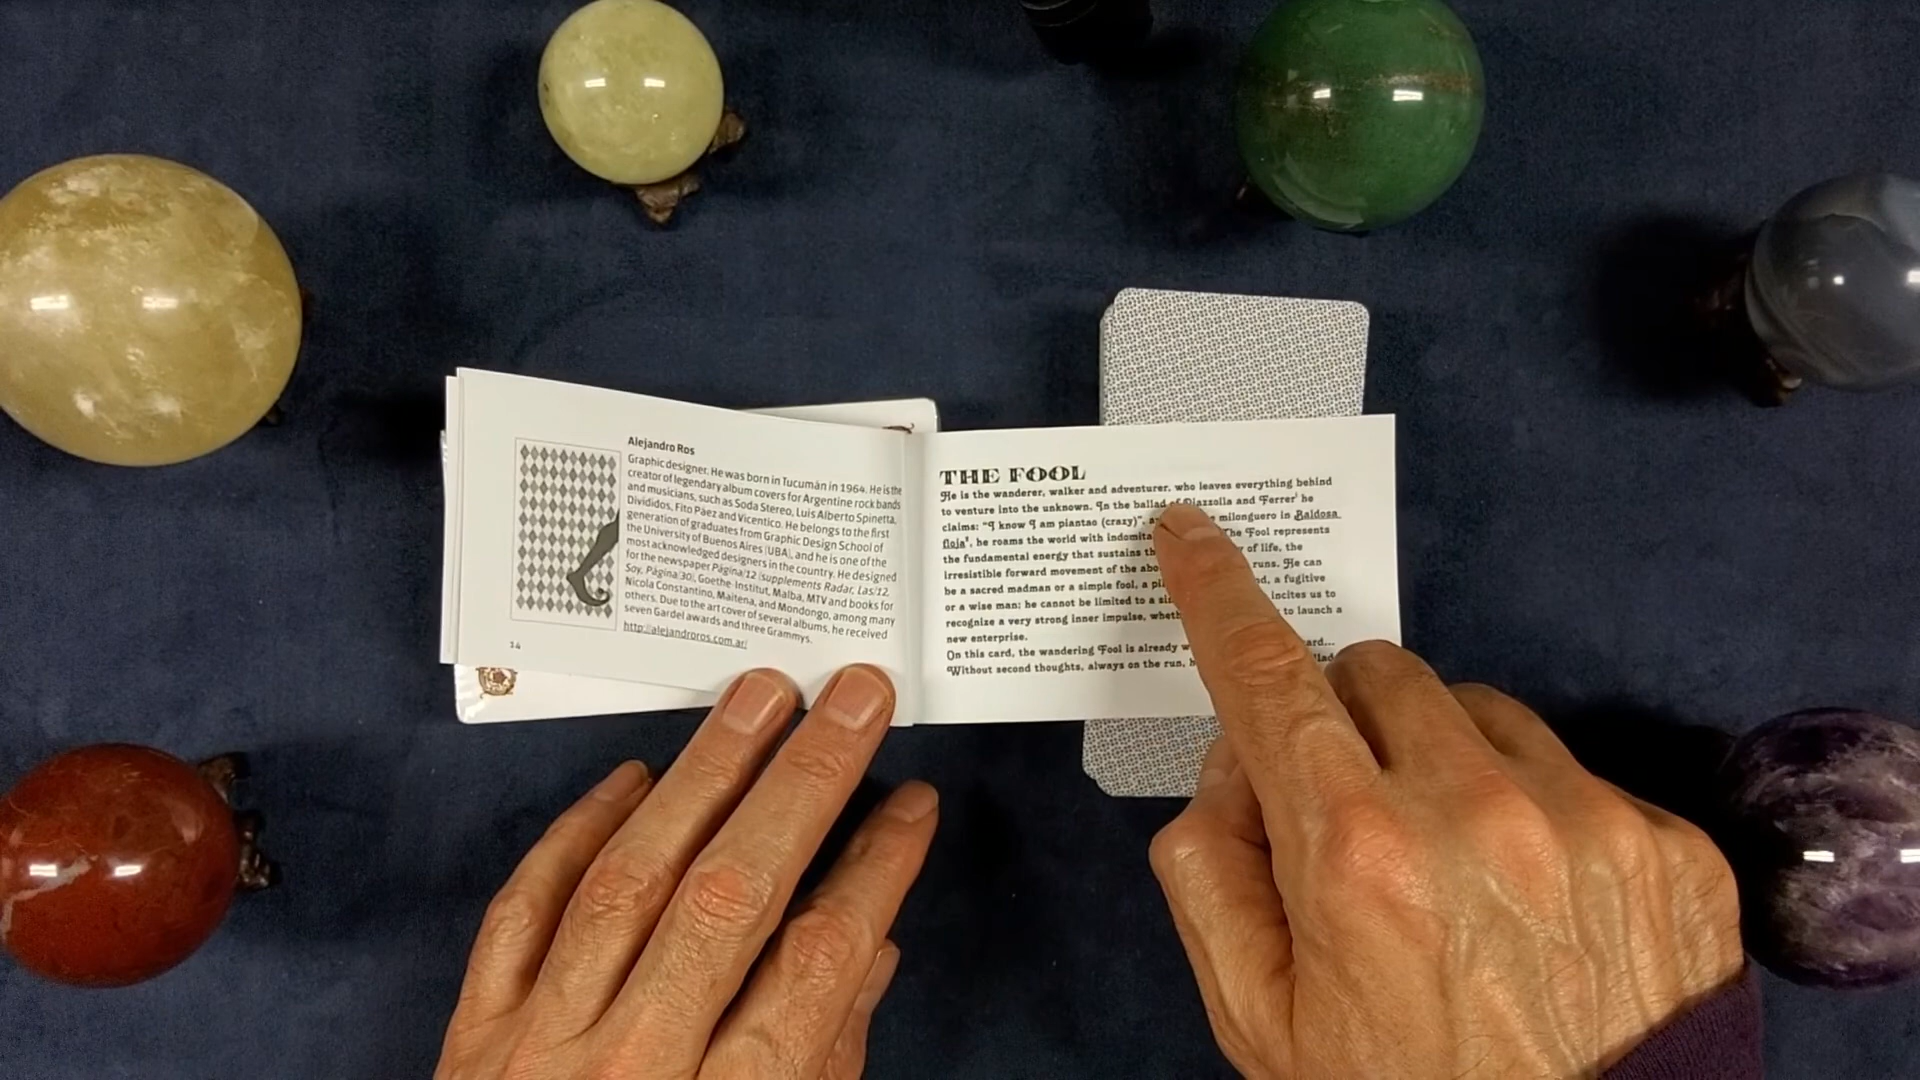 Alejandro Ros
Graphic designer. He was born in Tucumán in 1964. He is the
creator of legendary album covers for Argentine rock bands
and musicians, such as Soda Stereo, Luis Alberto Spinetta,
Divididos, Fito Páez and Vicentico. He belongs to the first
generation of graduates from Graphic Design School of
the University of Buenos Aires (UBA), and he is one of the
most acknowledged designers in the country. He designed
for the newspaper Página/12 (supplements Radar, Las/12,
Soy, Página/30), Goethe-Institut, Malba, MTV and books for
Nicola Constantino, Maitena, and Mondongo, among many
others. Due to the art cover of several albums, he received
seven Gardel awards and three Grammys.
http://alejandroros.com.ar/
14
THE FOOL
He is the wanderer, walker and adventurer, who leaves everything behind
to venture into the unknown. In the ballad of Piazzolla and Ferrer¹ he
claims: "I know I am piantao (crazy)", milonguero in Baldosa
floja², he roams the world with The Fool represents
the fundamental energy that sustains of life, the
irresistible forward movement of the runs. He can
be a sacred madman or a simple fool, a a fugitive
or a wise man; he cannot be limited to a incites us to
recognize a very strong inner impulse, to launch a
new enterprise.
On this card, the wandering Fool is already
Without second thoughts, always on the run,